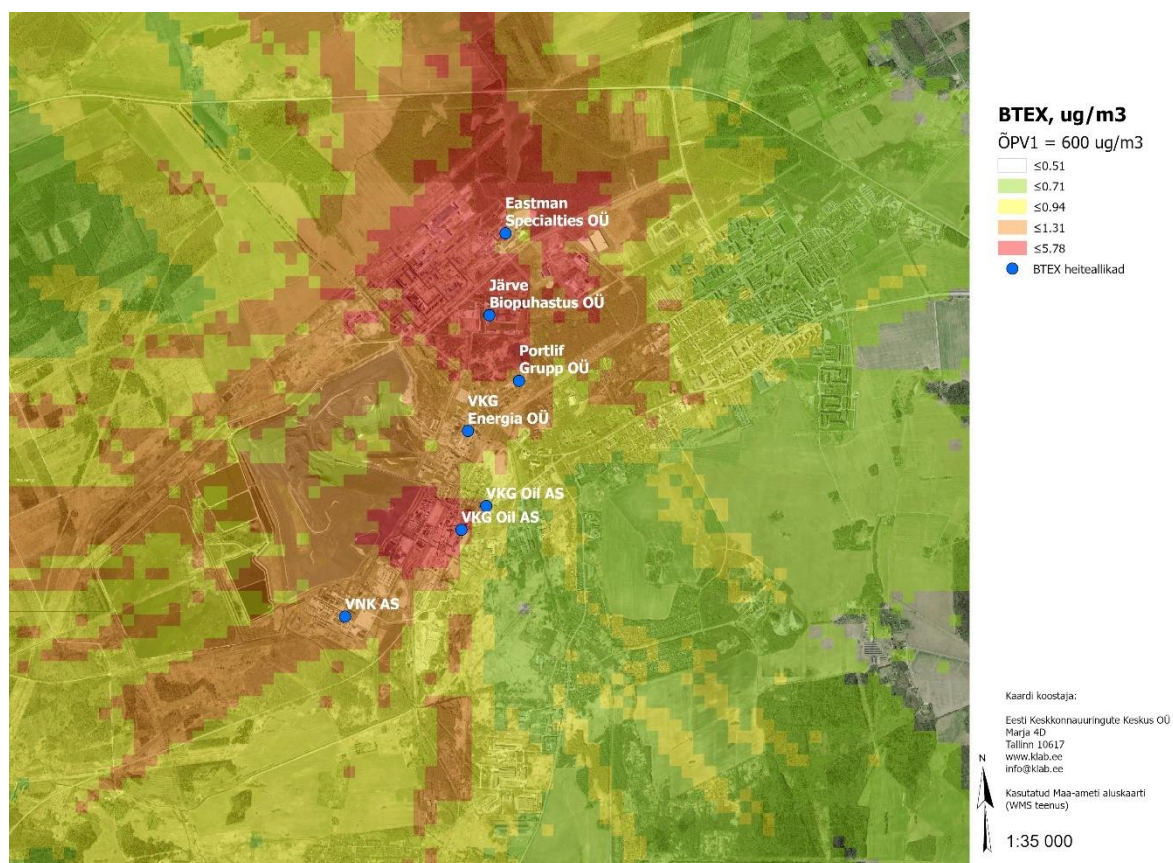 Eastman
Specialties OÜ
Järve
Biopuhastus OÜ
Portlif
Grupp OÜ
VKG
Energia OÜ
VKG Oil AS
VKG Oil AS
VNK AS
BTEX, ug/m3
ÕPV1 = 600 ug/m3
≤0.51
≤0.71
≤0.94
≤1.31
≤5.78
BTEX heiteallikad
Kaardi koostaja:
Eesti Keskkonnauuringute Keskus OÜ
Marja 4D
Tallinn 10617
www.klab.ee
info@klab.ee
Kasutatud Maa-ameti aluskaarti
(WMS teenus)
N
1:35 000